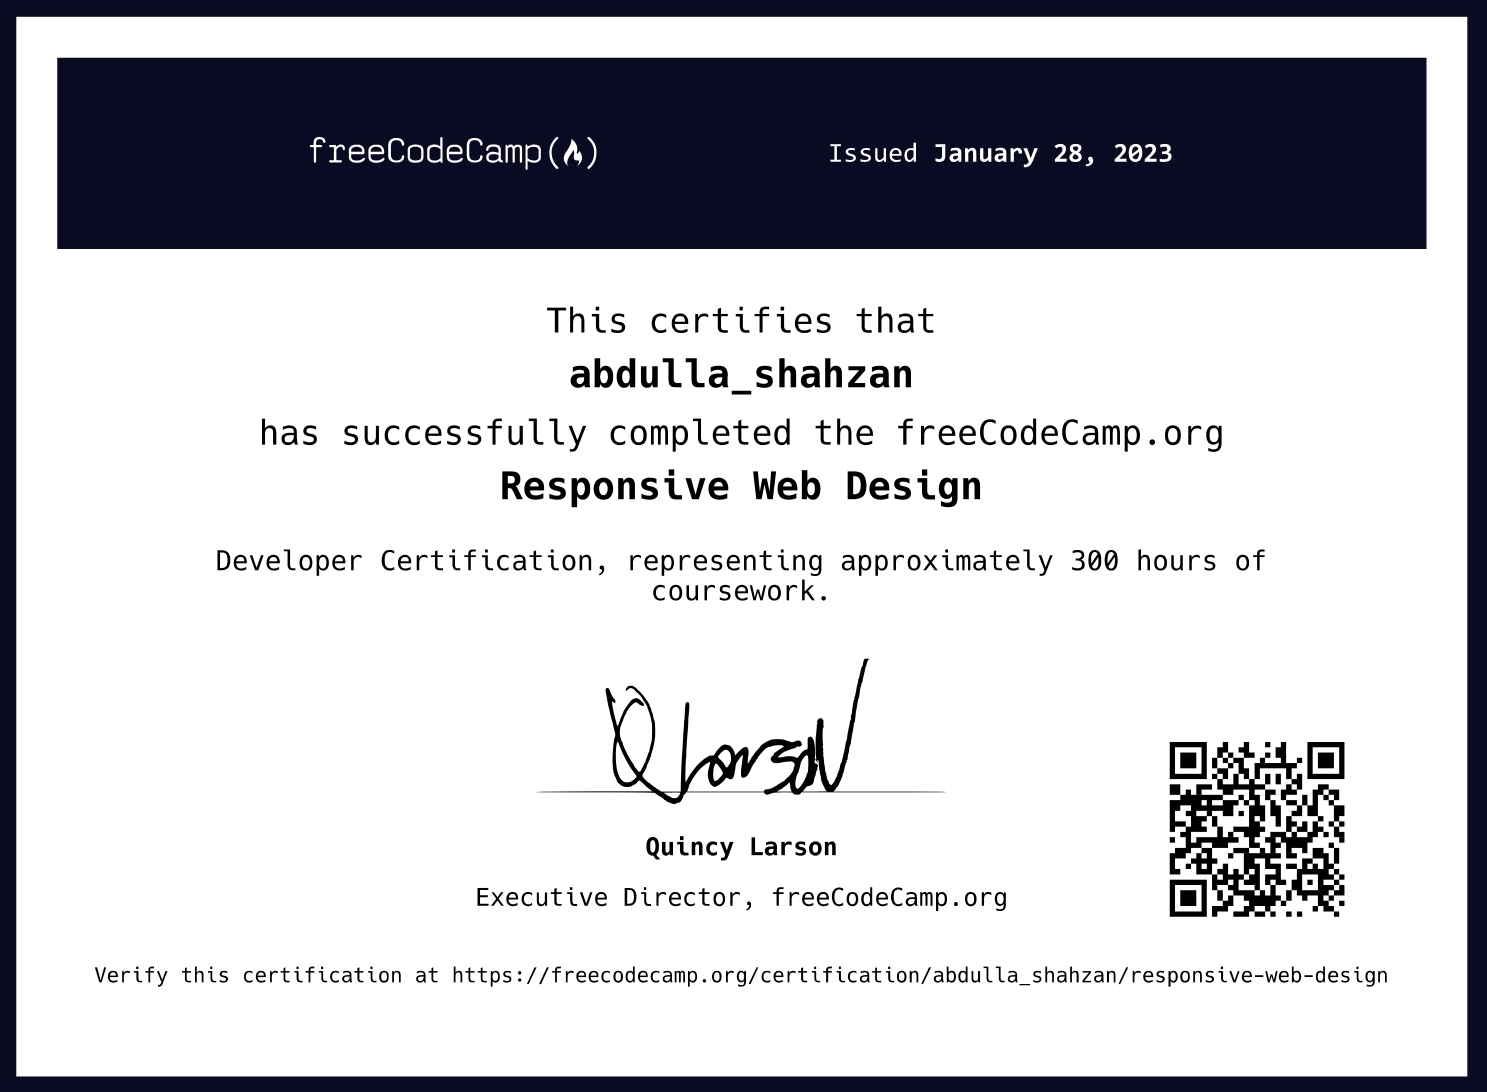 freeCodeCamp
Issued January 28, 2023
This certifies that
abdulla_shahzan
has successfully completed the freeCodeCamp.org
Responsive Web Design
Developer Certification, representing approximately 300 hours of
coursework.
Q Larson
Quincy Larson
Executive Director, freeCodeCamp.org
Verify this certification at https://freecodecamp.org/certification/abdulla_shahzan/responsive-web-design